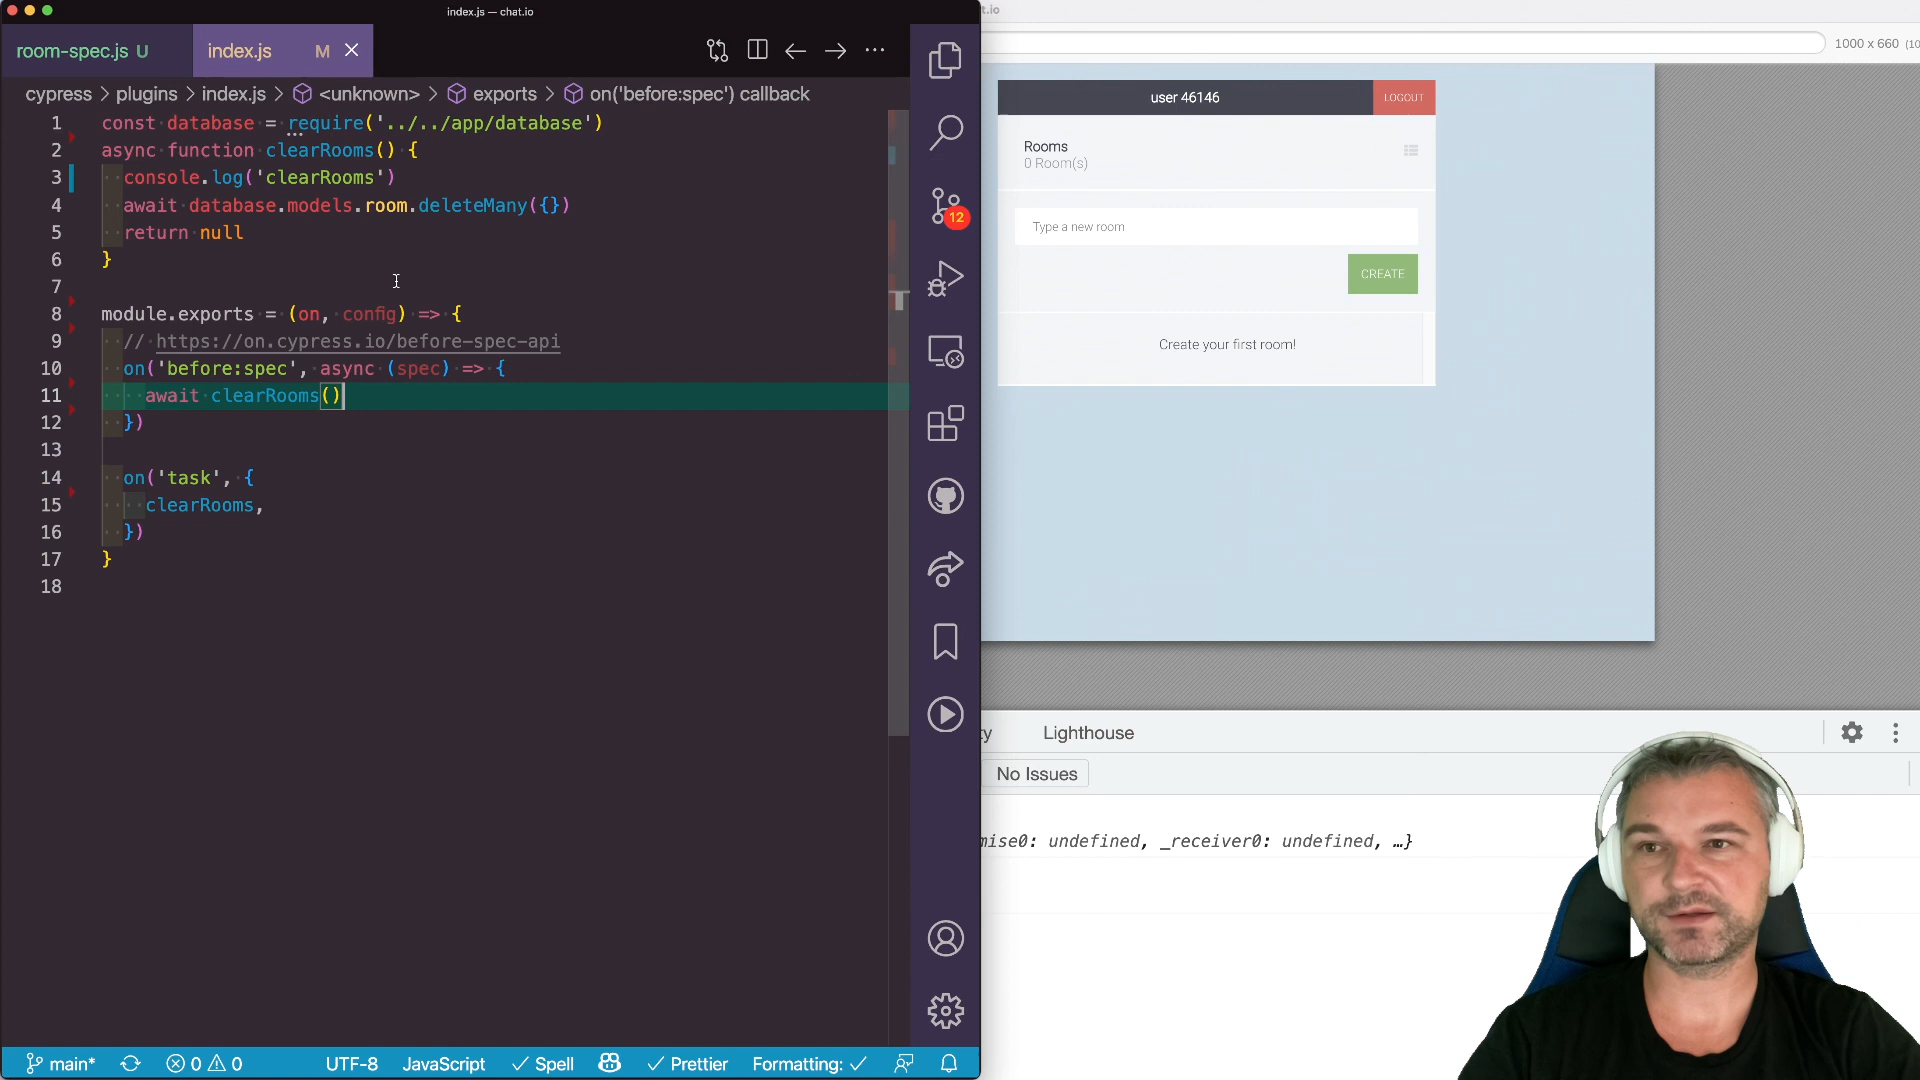 index.js — chat.io
room-spec.js U
index.js M
cypress > plugins > index.js > <unknown> > exports > on('before:spec') callback
1 const database = require('../../app/database')
2 async function clearRooms() {
3 console.log('clearRooms')
4 await database.models.room.deleteMany({})
5 return null
6 }
7
8 module.exports = (on, config) => {
9 // https://on.cypress.io/before-spec-api
10 on('before:spec', async (spec) => {
11 await clearRooms()
12 })
13
14 on('task', {
15 clearRooms,
16 })
17 }
18
12
main*
0 0
UTF-8
JavaScript
Spell
Prettier
Formatting:
t.io
1000 x 660 (10
user 46146
LOGOUT
Rooms
0 Room(s)
Type a new room
CREATE
Create your first room!
ty
Lighthouse
No Issues
mise0: undefined, _receiver0: undefined, …}